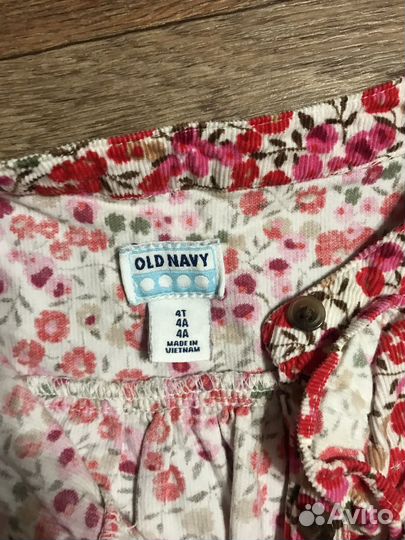 OLD NAVY
4T
4A
4A
MADE IN
VIETNAM
Avito